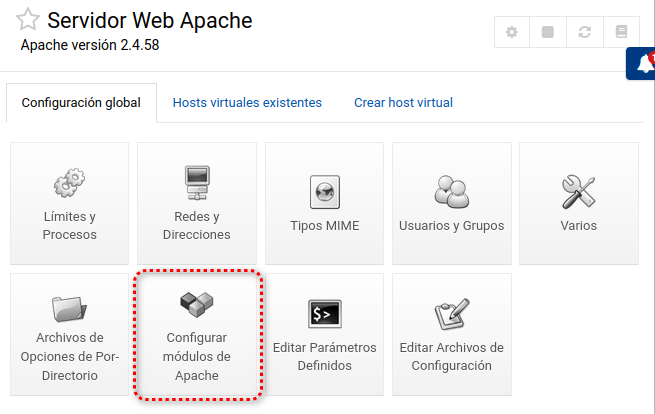 Servidor Web Apache
Apache versión 2.4.58
Configuración global
Hosts virtuales existentes
Crear host virtual
Límites y
Procesos
Redes y
Direcciones
Tipos MIME
Usuarios y Grupos
Varios
Archivos de
Opciones de Por-
Directorio
Configurar
módulos de
Apache
$>
Editar Parámetros
Definidos
Editar Archivos de
Configuración